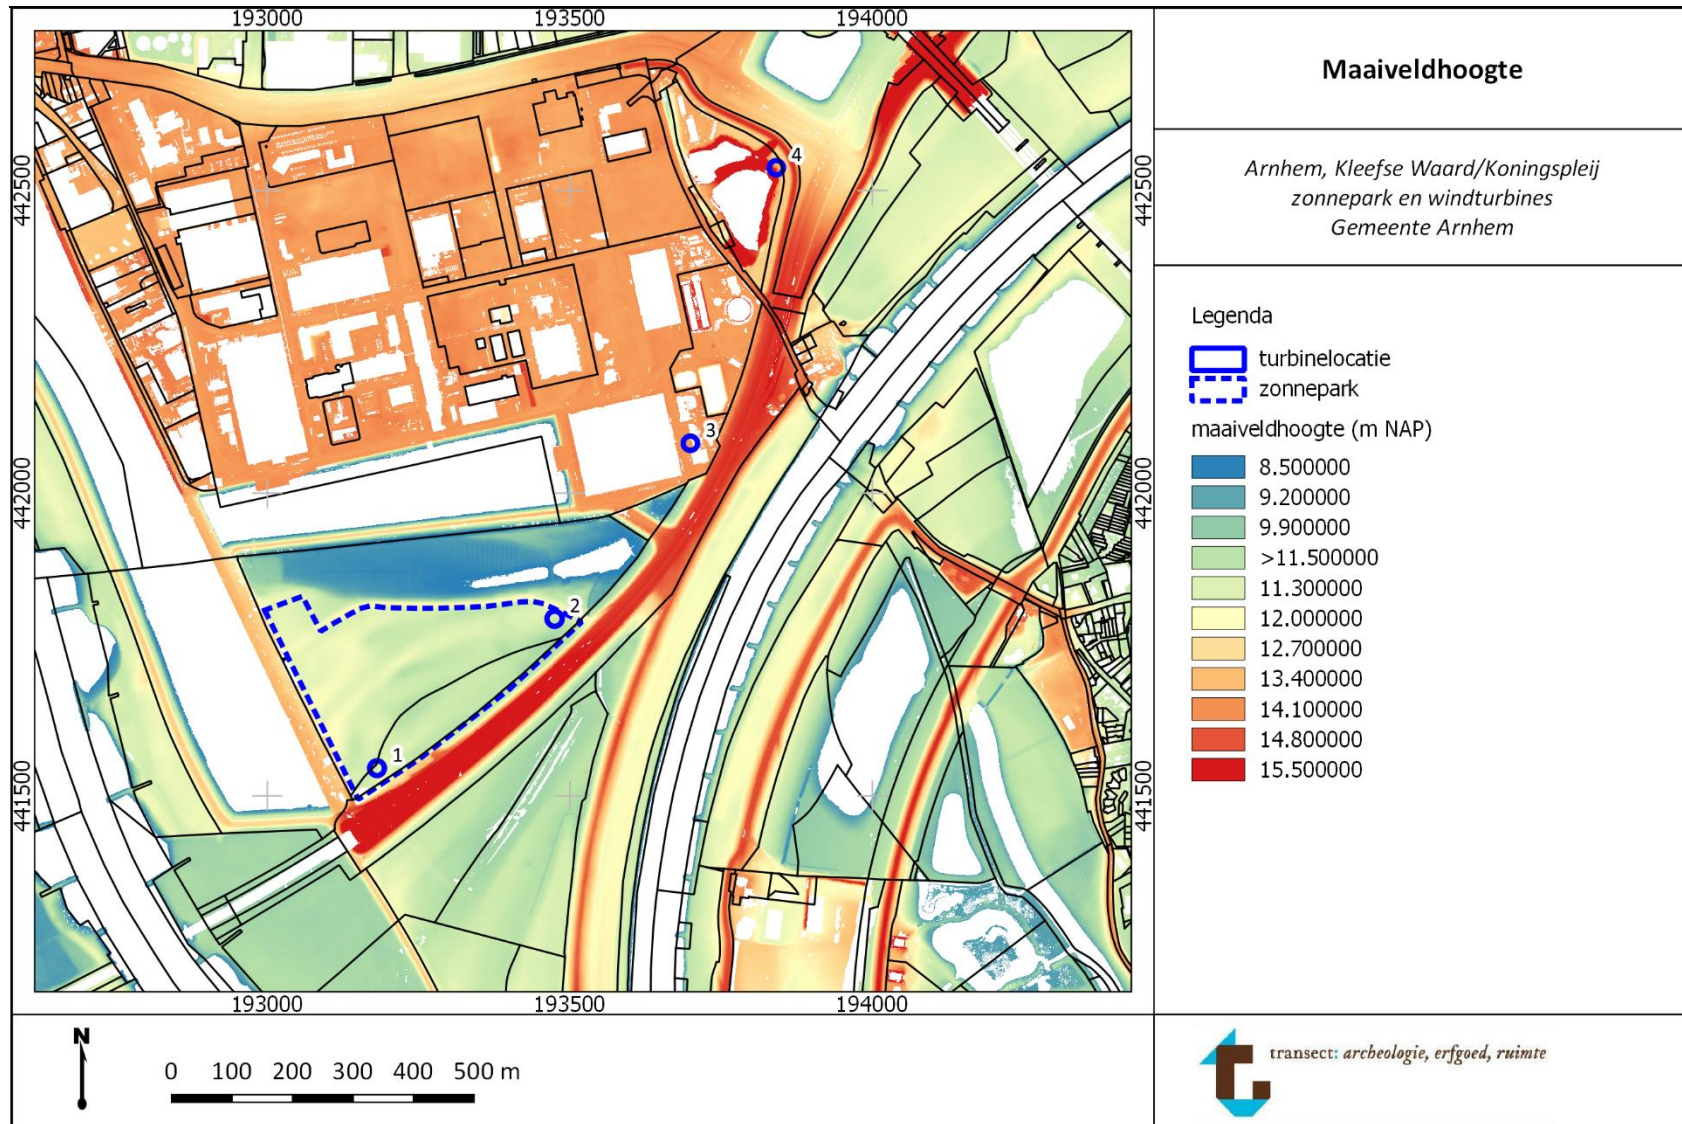 193000 193500 194000
Maaiveldhoogte
Arnhem, Kleefse Waard/Koningspleij
zonnepark en windturbines
Gemeente Arnhem
442500
442500
4
Legenda
turbinelocatie
zonnepark
maaiveldhoogte (m NAP)
8.500000
9.200000
9.900000
>11.500000
11.300000
12.000000
12.700000
13.400000
14.100000
14.800000
15.500000
3
442000
442000
2
1
441500
441500
193000 193500 194000
N
0 100 200 300 400 500 m
transect: archeologie, erfgoed, ruimte